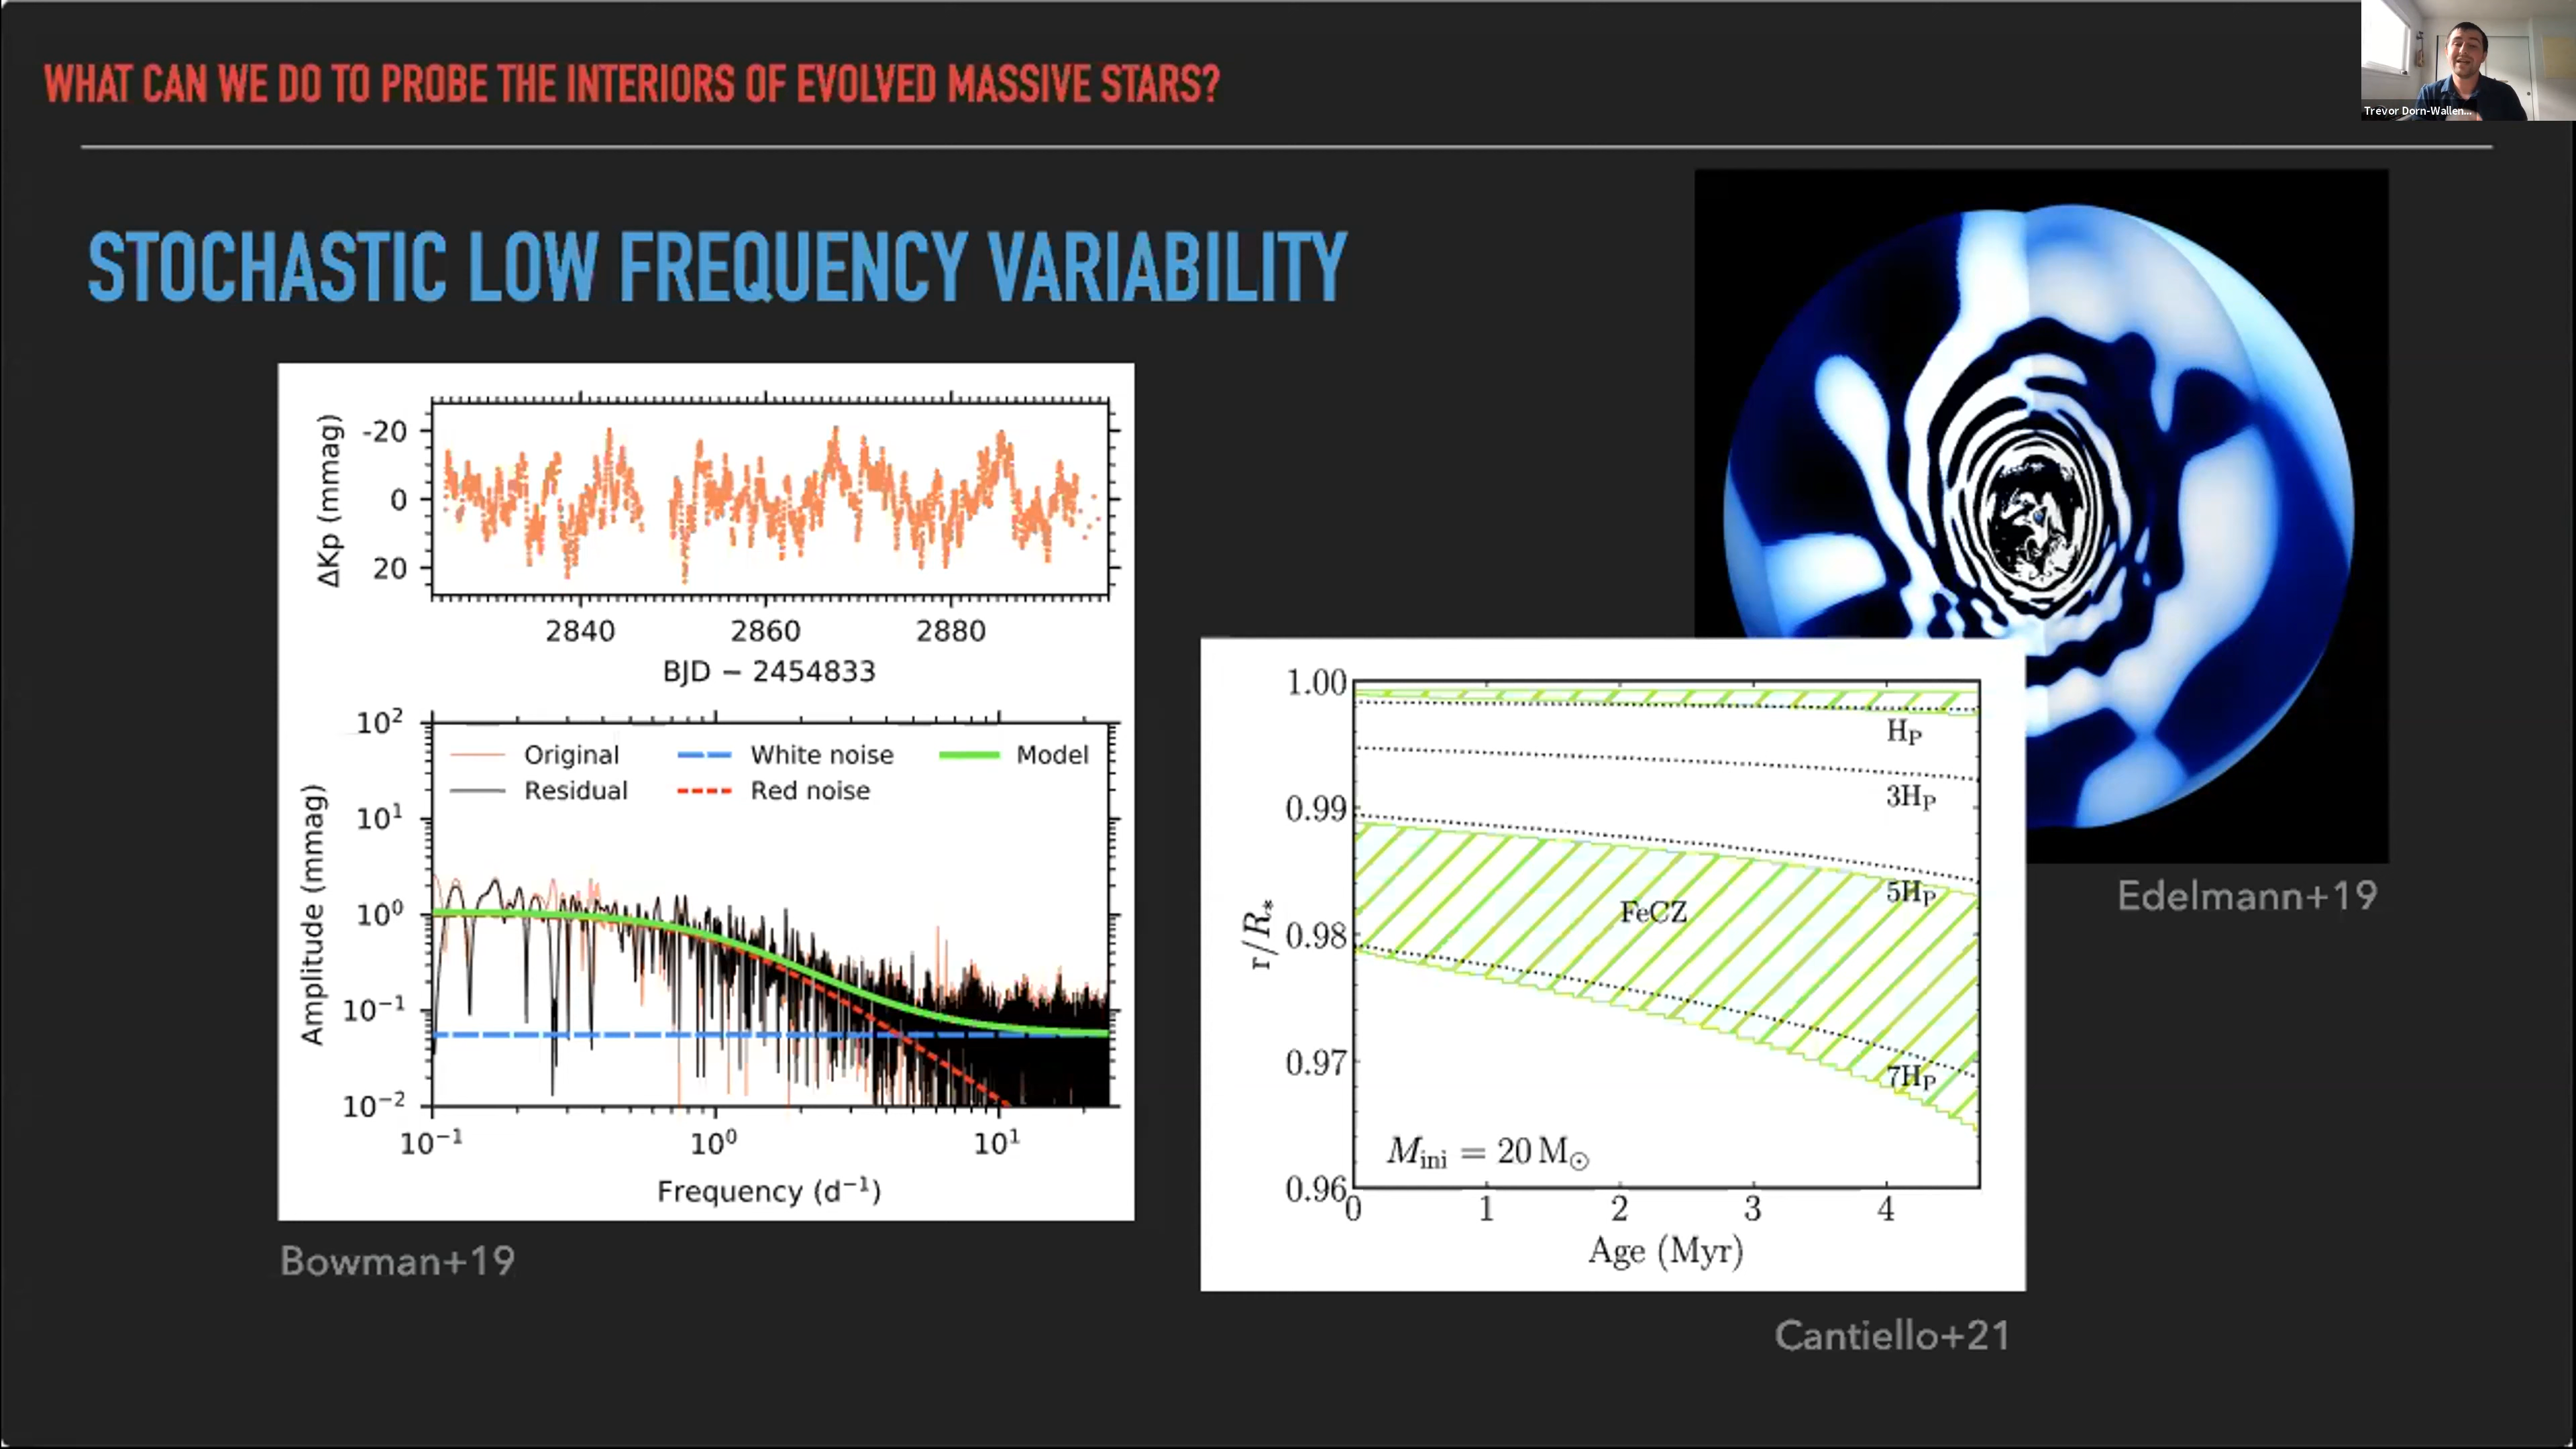 WHAT CAN WE DO TO PROBE THE INTERIORS OF EVOLVED MASSIVE STARS?
Trevor Dorn-Wallen...
STOCHASTIC LOW FREQUENCY VARIABILITY
ΔKp (mmag)
-20
0
20
2840 2860 2880
BJD − 2454833
Amplitude (mmag)
10²
10¹
10⁰
10⁻¹
10⁻²
Original White noise Model
Residual Red noise
10⁻¹ 10⁰ 10¹
Frequency (d⁻¹)
Bowman+19
r/R*
1.00
0.99
0.98
0.97
0.96
H_P
3H_P
5H_P
FeCZ
7H_P
M_ini = 20 M_⊙
0 1 2 3 4
Age (Myr)
Edelmann+19
Cantiello+21